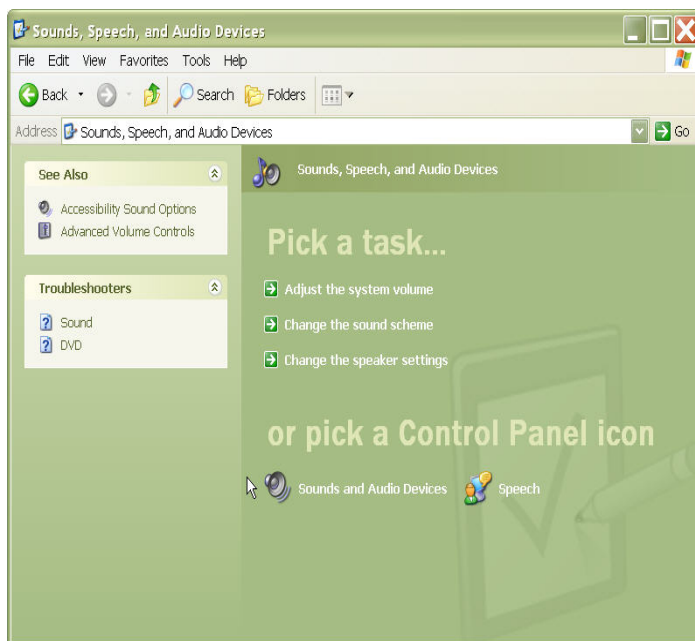 Sounds, Speech, and Audio Devices
File Edit View Favorites Tools Help
Back Search Folders
Address Sounds, Speech, and Audio Devices Go
See Also
Accessibility Sound Options
Advanced Volume Controls
Troubleshooters
Sound
DVD
Sounds, Speech, and Audio Devices
Pick a task...
Adjust the system volume
Change the sound scheme
Change the speaker settings
or pick a Control Panel icon
Sounds and Audio Devices Speech